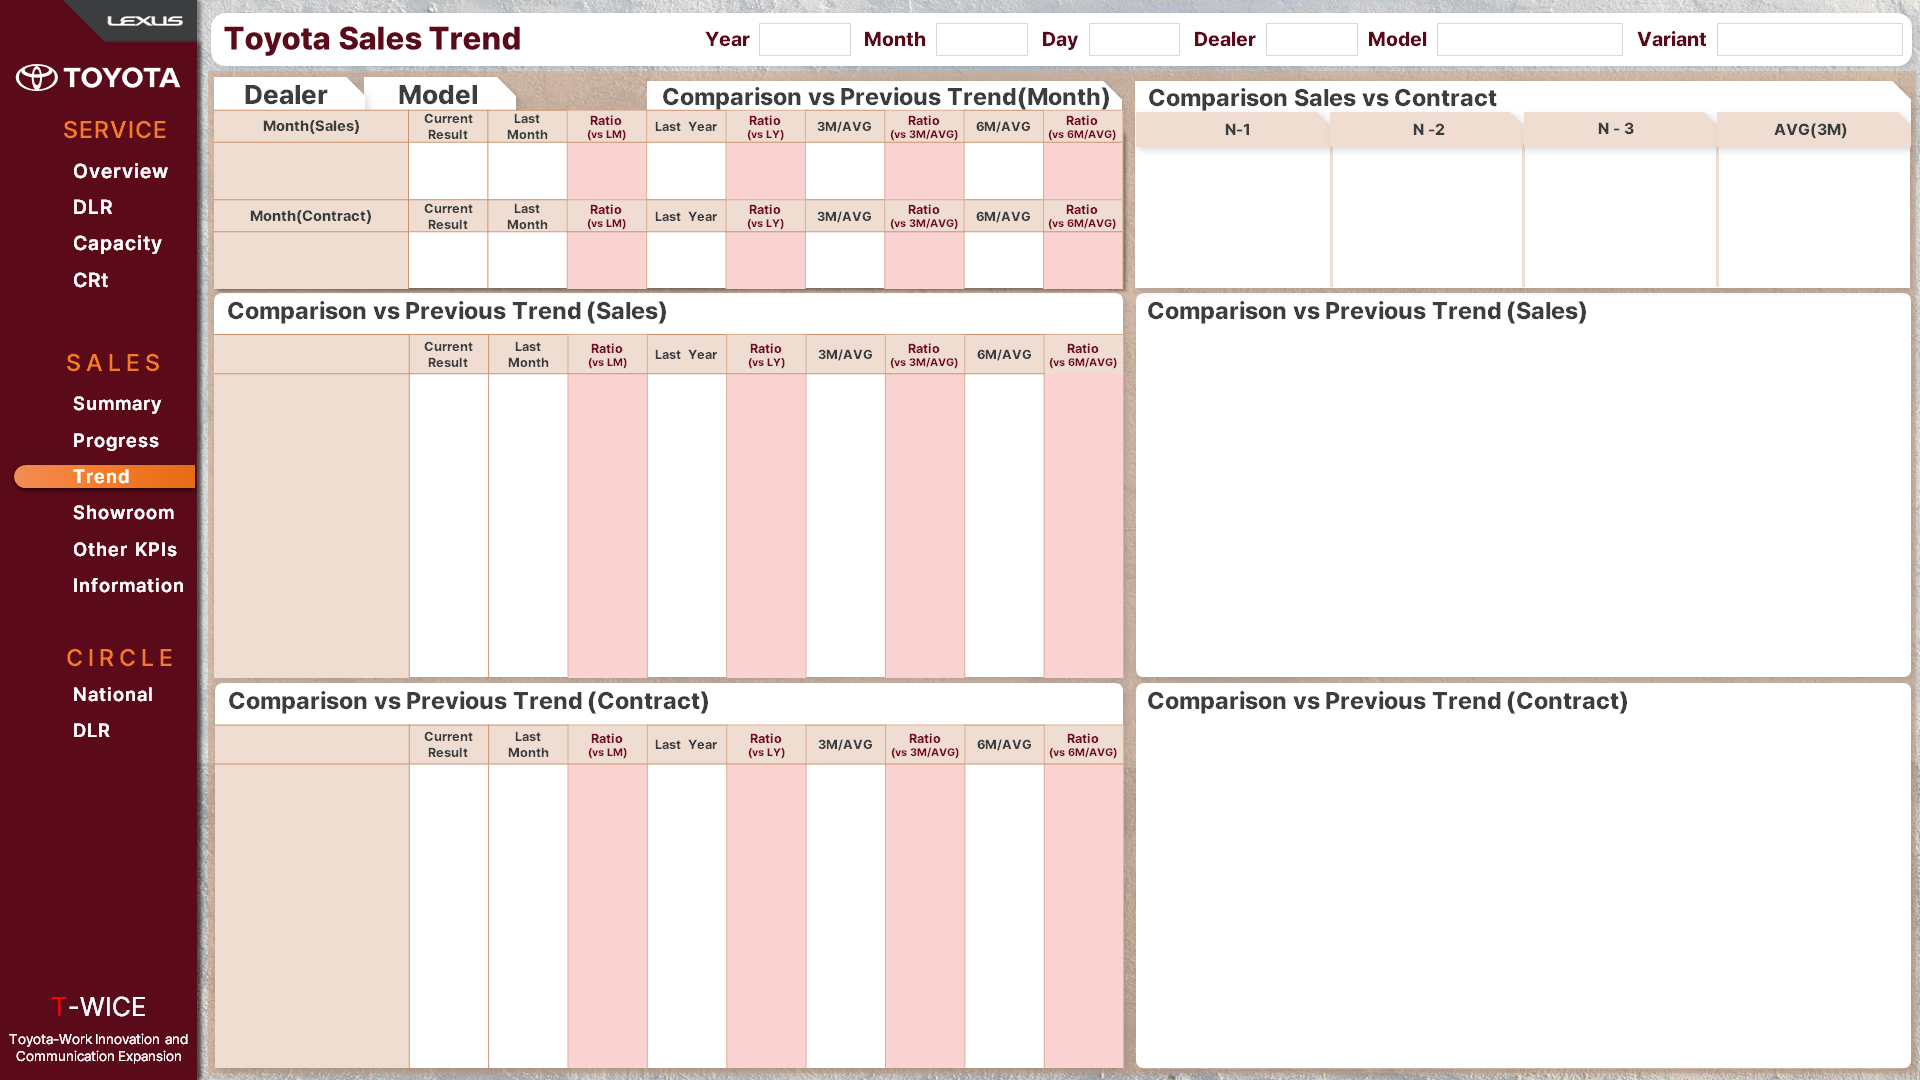 LEXUS
TOYOTA
SERVICE
Overview
DLR
Capacity
CRt
SALES
Summary
Progress
Trend
Showroom
Other KPIs
Information
CIRCLE
National
DLR
T-WICE
Toyota-Work Innovation and
Communication Expansion
Toyota Sales Trend
Year Month Day Dealer Model Variant
Dealer Model
Comparison vs Previous Trend(Month)
Month(Sales) Current Result Last Month Ratio (vs LM) Last Year Ratio (vs LY) 3M/AVG Ratio (vs 3M/AVG) 6M/AVG Ratio (vs 6M/AVG)
Month(Contract) Current Result Last Month Ratio (vs LM) Last Year Ratio (vs LY) 3M/AVG Ratio (vs 3M/AVG) 6M/AVG Ratio (vs 6M/AVG)
Comparison Sales vs Contract
N-1 N -2 N - 3 AVG(3M)
Comparison vs Previous Trend (Sales)
Current Result Last Month Ratio (vs LM) Last Year Ratio (vs LY) 3M/AVG Ratio (vs 3M/AVG) 6M/AVG Ratio (vs 6M/AVG)
Comparison vs Previous Trend (Sales)
Comparison vs Previous Trend (Contract)
Current Result Last Month Ratio (vs LM) Last Year Ratio (vs LY) 3M/AVG Ratio (vs 3M/AVG) 6M/AVG Ratio (vs 6M/AVG)
Comparison vs Previous Trend (Contract)